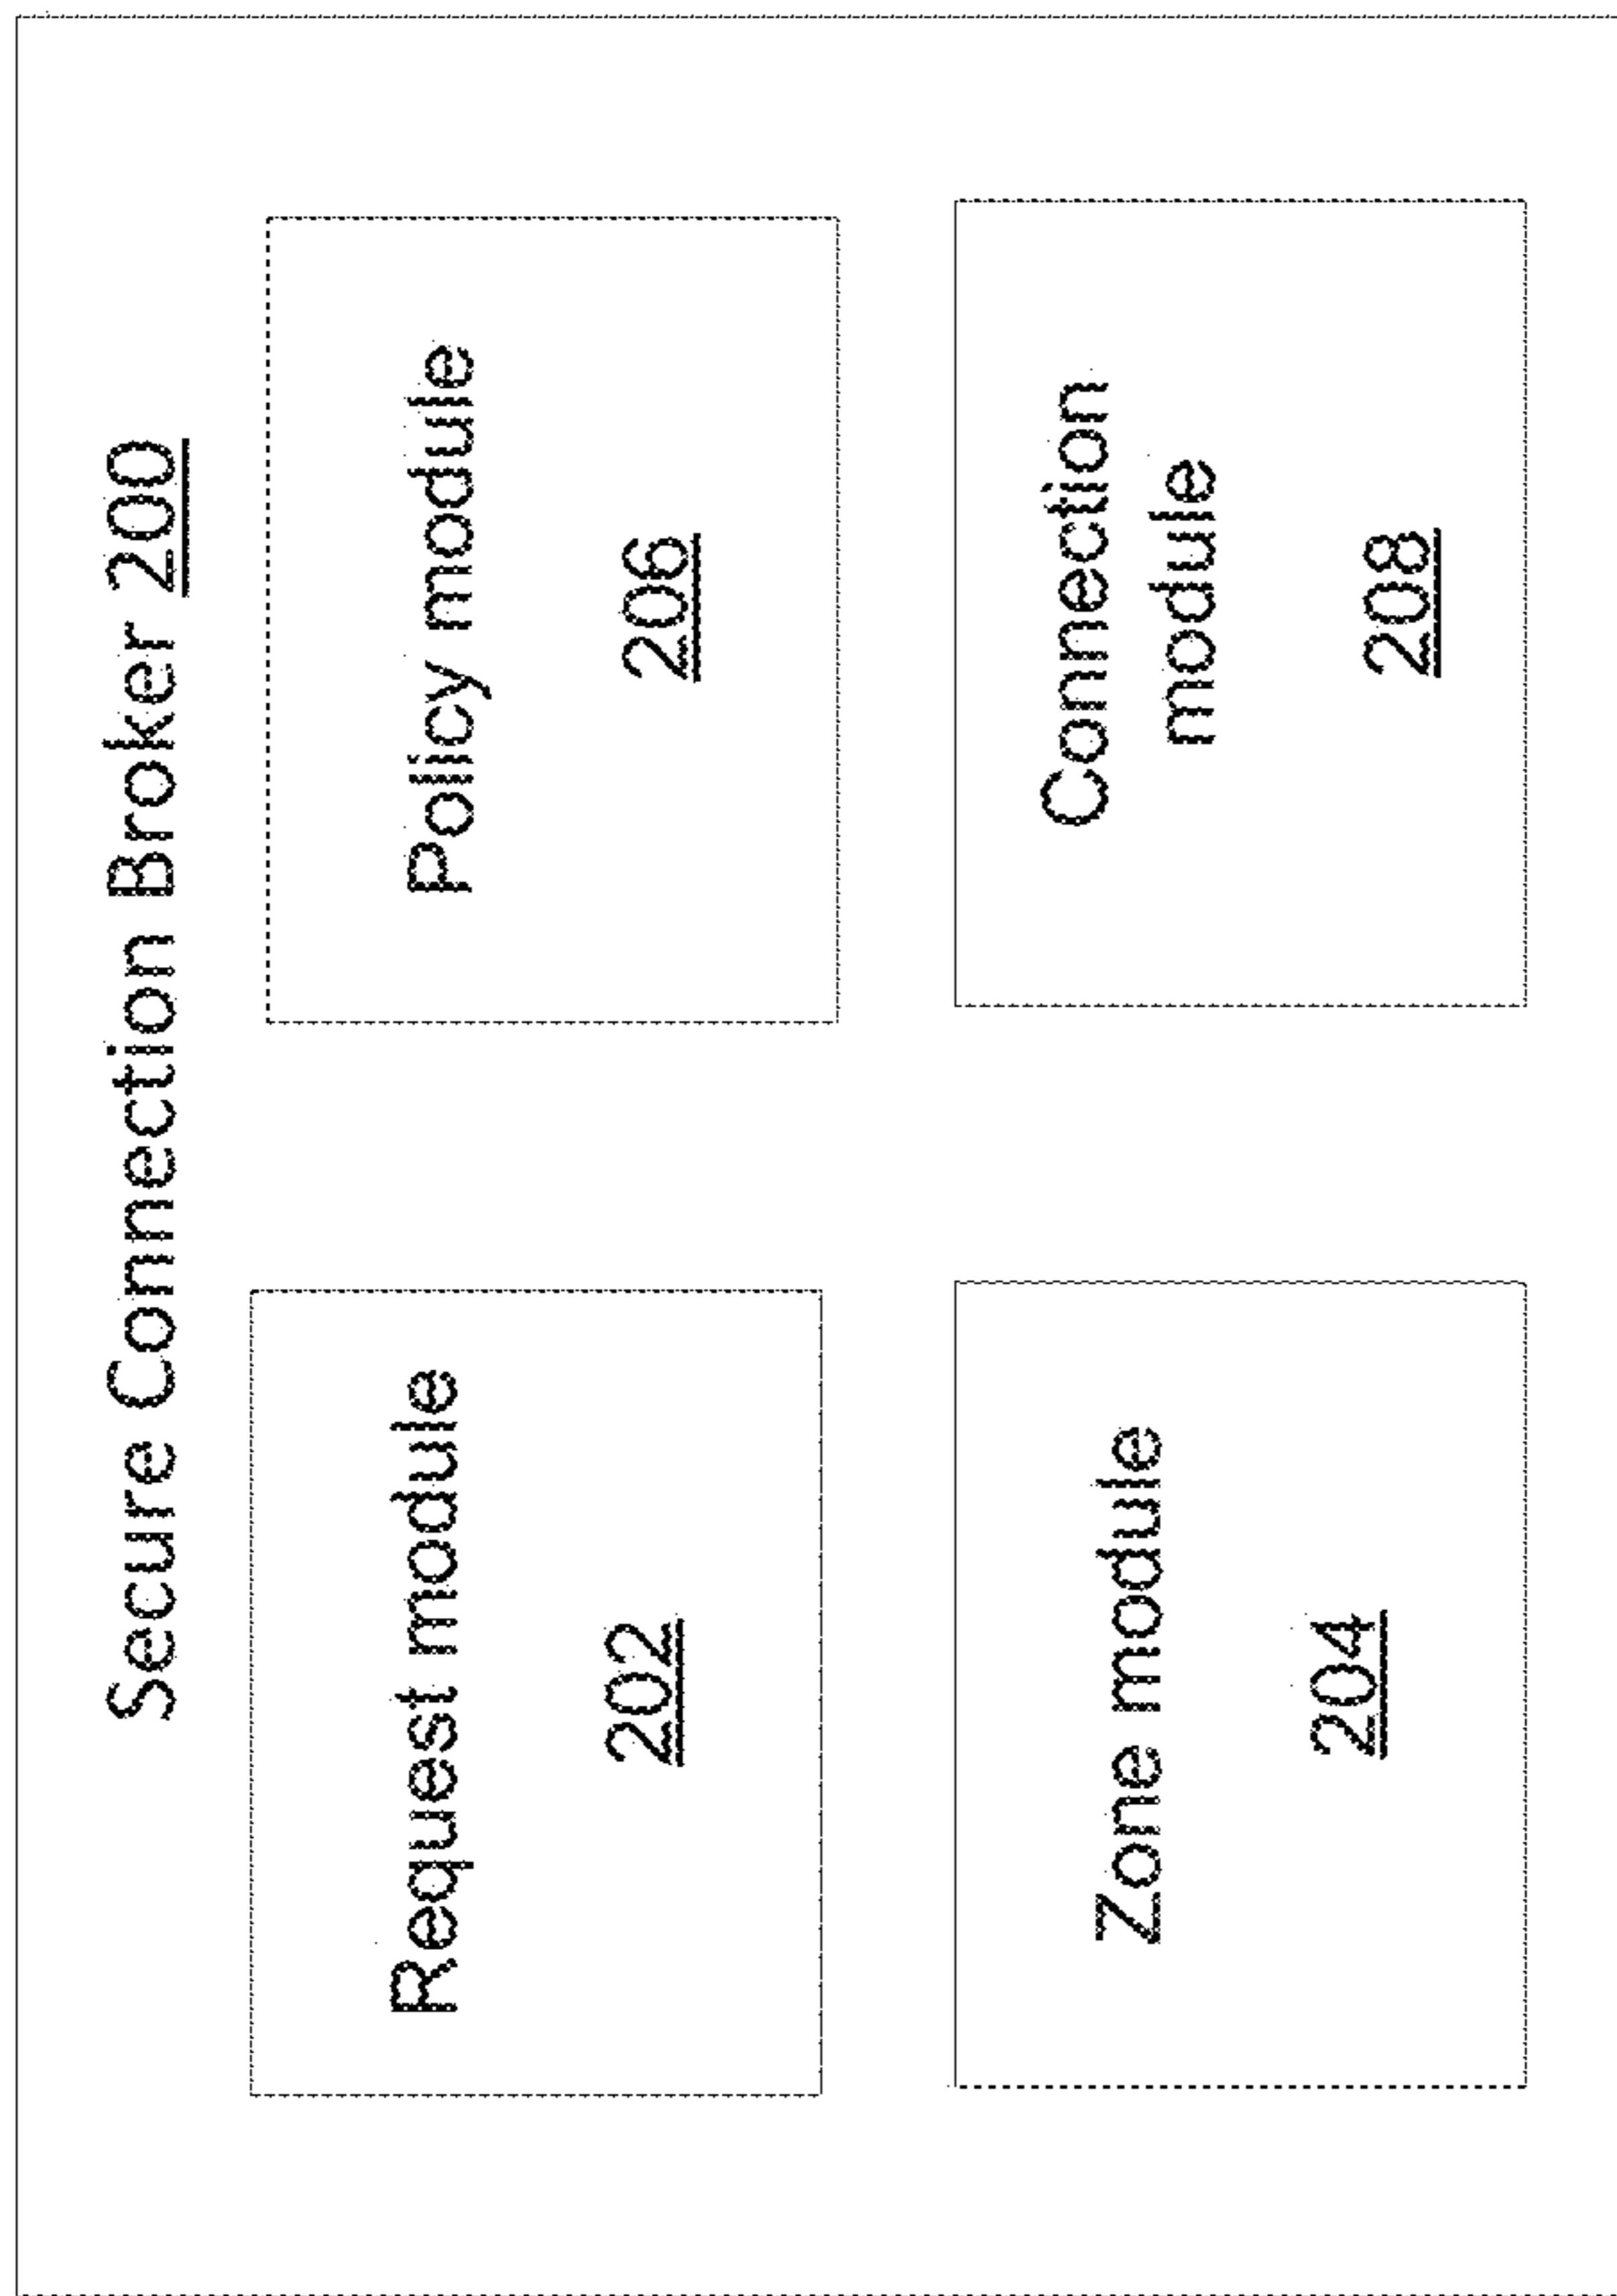 Secure Connection Broker 200
Request module
202
Policy module
206
Zone module
204
Connection
module
208